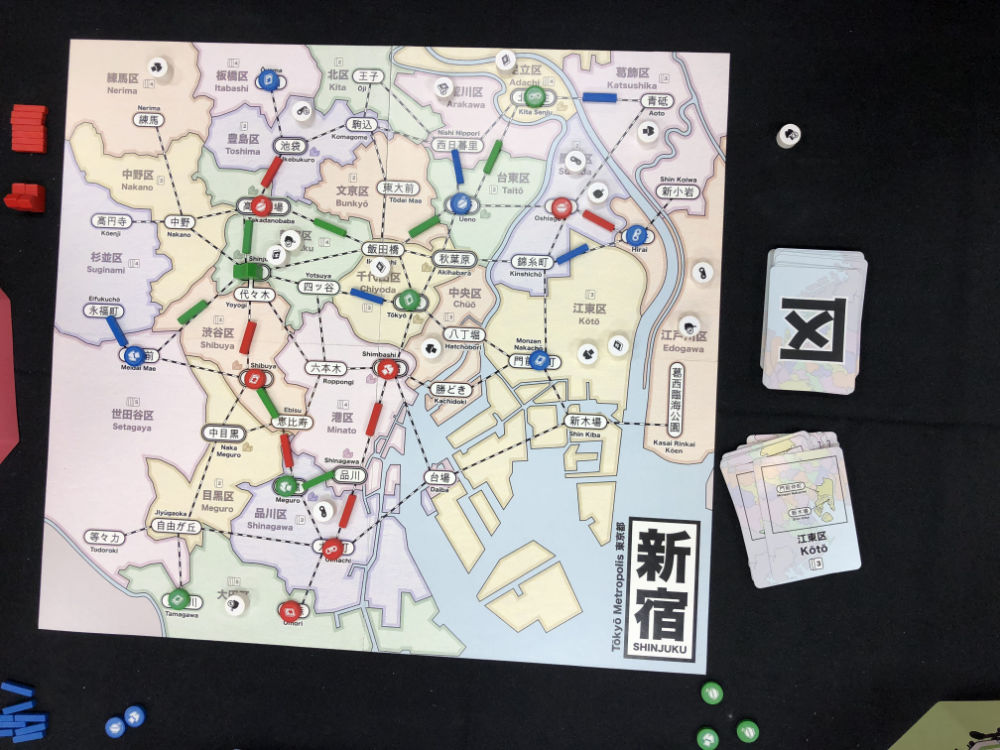 練馬区
Nerima
板橋区
Itabashi
北区
Kita
王子
Oji
足立区
Adachi
Kita Senju
葛飾区
Katsushika
青砥
Aoto
荒川区
Arakawa
Nerima
練馬
豊島区
Toshima
駒込
Komagome
池袋
Ikebukuro
Nishi Nippori
西日暮里
台東区
Taitō
Shin Koiwa
新小岩
中野区
Nakano
文京区
Bunkyō
東大前
Tōdai Mae
Takadanobaba
Ueno
Oshiage
Hirai
高円寺
Kōenji
中野
Nakano
杉並区
Suginami
飯田橋
秋葉原
Akihabara
錦糸町
Kinshichō
Yotsuya
四ツ谷
千代田区
Chiyoda
Tōkyō
中央区
Chūō
江東区
Kōtō
江戸川区
Edogawa
Eifukuchō
永福町
代々木
Yoyogi
渋谷区
Shibuya
八丁堀
Hatchobori
Monzen
Nakachō
Meidai Mae
Shibuya
六本木
Roppongi
Shimbashi
勝どき
Kachidoki
葛西臨海公園
Kasai Rinkai
Kōen
世田谷区
Setagaya
Ebisu
恵比寿
港区
Minato
新木場
Shin Kiba
中目黒
Naka
Meguro
目黒区
Meguro
Meguro
Shinagawa
品川
台場
Daiba
品川区
Shinagawa
Jiyūgaoka
自由が丘
等々力
Todoroki
Tamagawa
Ōmori
東京都
Tōkyō Metropolis
新宿
SHINJUKU
区
門前仲町
新木場
江東区
Kōtō
3